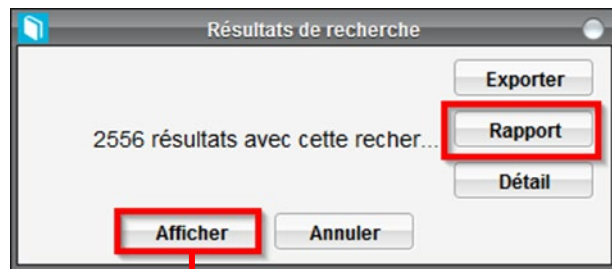 Résultats de recherche
Exporter
2556 résultats avec cette recher...
Rapport
Détail
Afficher
Annuler